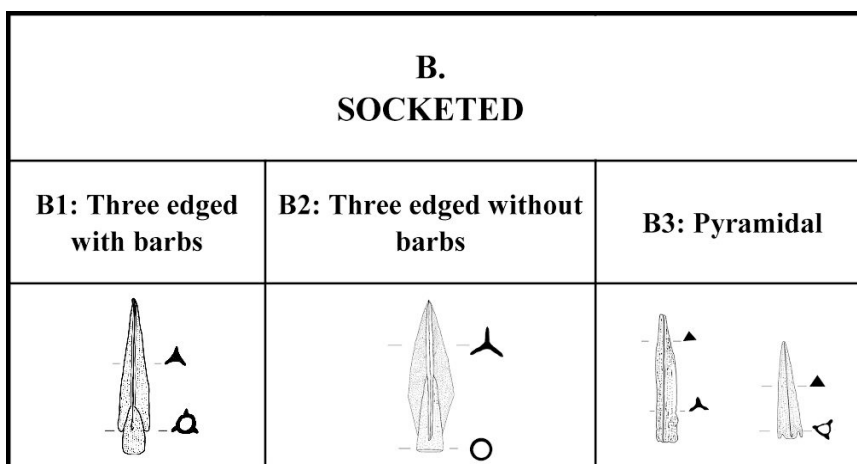 B.
SOCKETED
B1: Three edged
with barbs
B2: Three edged without
barbs
B3: Pyramidal